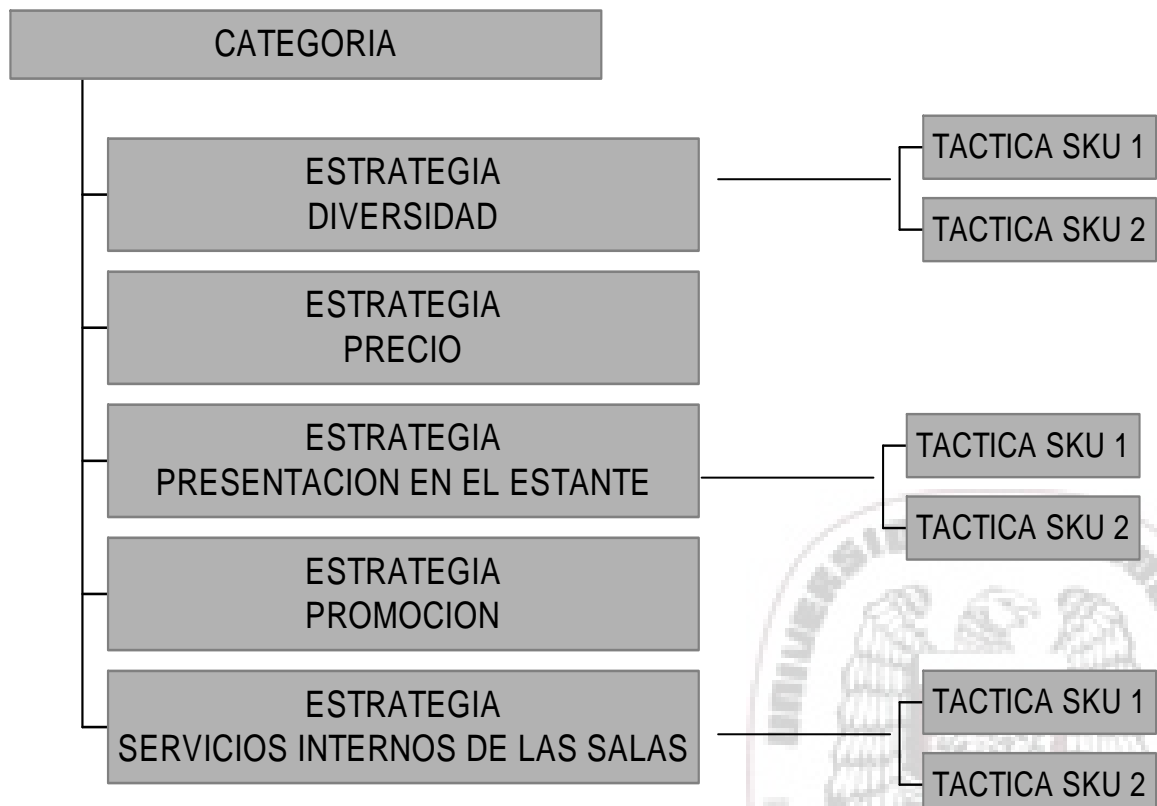 CATEGORIA
ESTRATEGIA
DIVERSIDAD
TACTICA SKU 1
TACTICA SKU 2
ESTRATEGIA
PRECIO
ESTRATEGIA
PRESENTACION EN EL ESTANTE
TACTICA SKU 1
TACTICA SKU 2
ESTRATEGIA
PROMOCION
ESTRATEGIA
SERVICIOS INTERNOS DE LAS SALAS
TACTICA SKU 1
TACTICA SKU 2